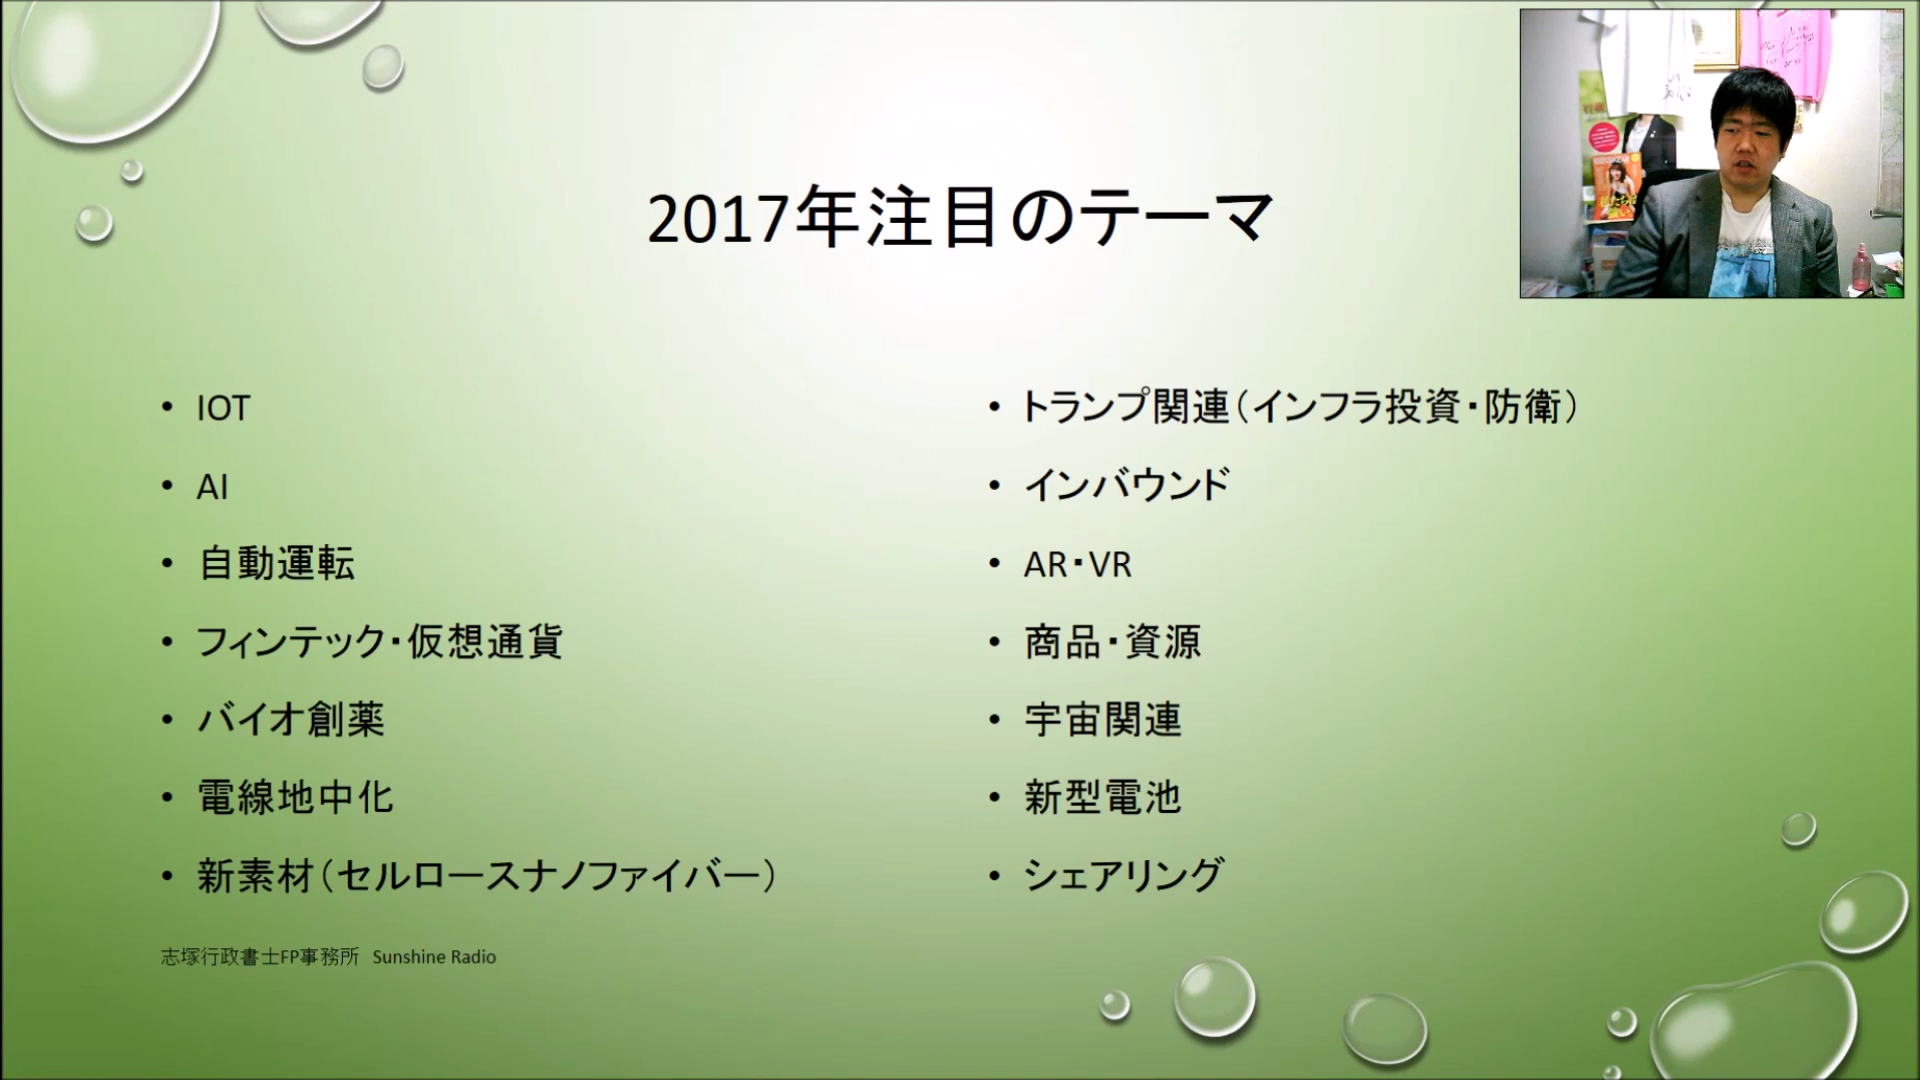 2017年注目のテーマ
• IOT
• AI
• 自動運転
• フィンテック・仮想通貨
• バイオ創薬
• 電線地中化
• 新素材（セルロースナノファイバー）
• トランプ関連（インフラ投資・防衛）
• インバウンド
• AR・VR
• 商品・資源
• 宇宙関連
• 新型電池
• シェアリング
志塚行政書士FP事務所 Sunshine Radio